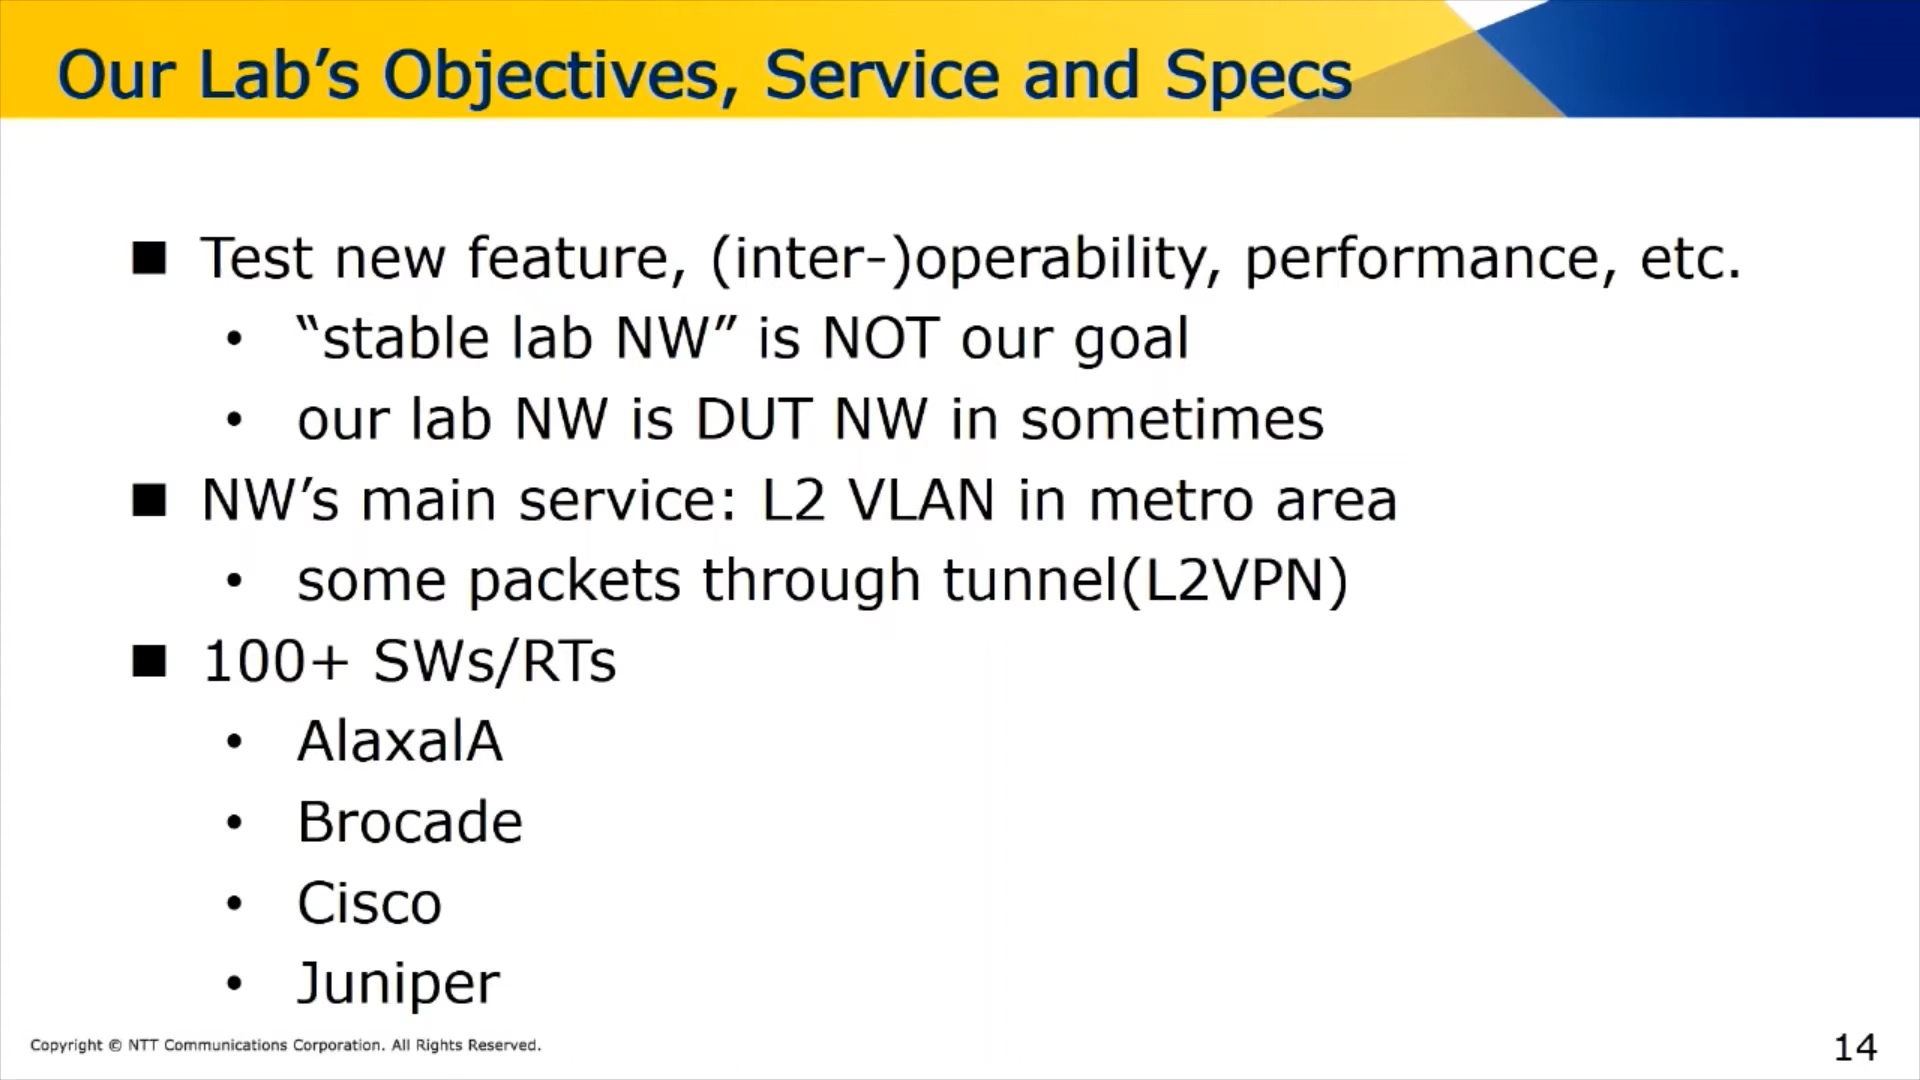 Our Lab’s Objectives, Service and Specs
■ Test new feature, (inter-)operability, performance, etc.
• “stable lab NW” is NOT our goal
• our lab NW is DUT NW in sometimes
■ NW’s main service: L2 VLAN in metro area
• some packets through tunnel(L2VPN)
■ 100+ SWs/RTs
• AlaxalA
• Brocade
• Cisco
• Juniper
Copyright © NTT Communications Corporation. All Rights Reserved.
14